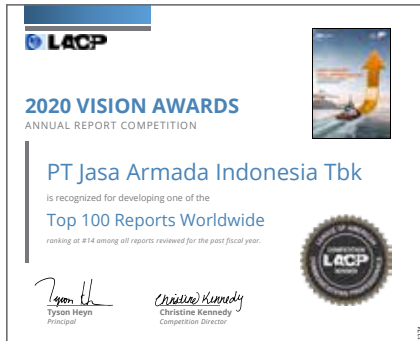 LACP
2020 VISION AWARDS
ANNUAL REPORT COMPETITION
PT Jasa Armada Indonesia Tbk
is recognized for developing one of the
Top 100 Reports Worldwide
ranking at #14 among all reports reviewed for the past fiscal year.
COMPETITION
LACP
WINNER
Tyson Heyn
Principal
Christine Kennedy
Christine Kennedy
Competition Director